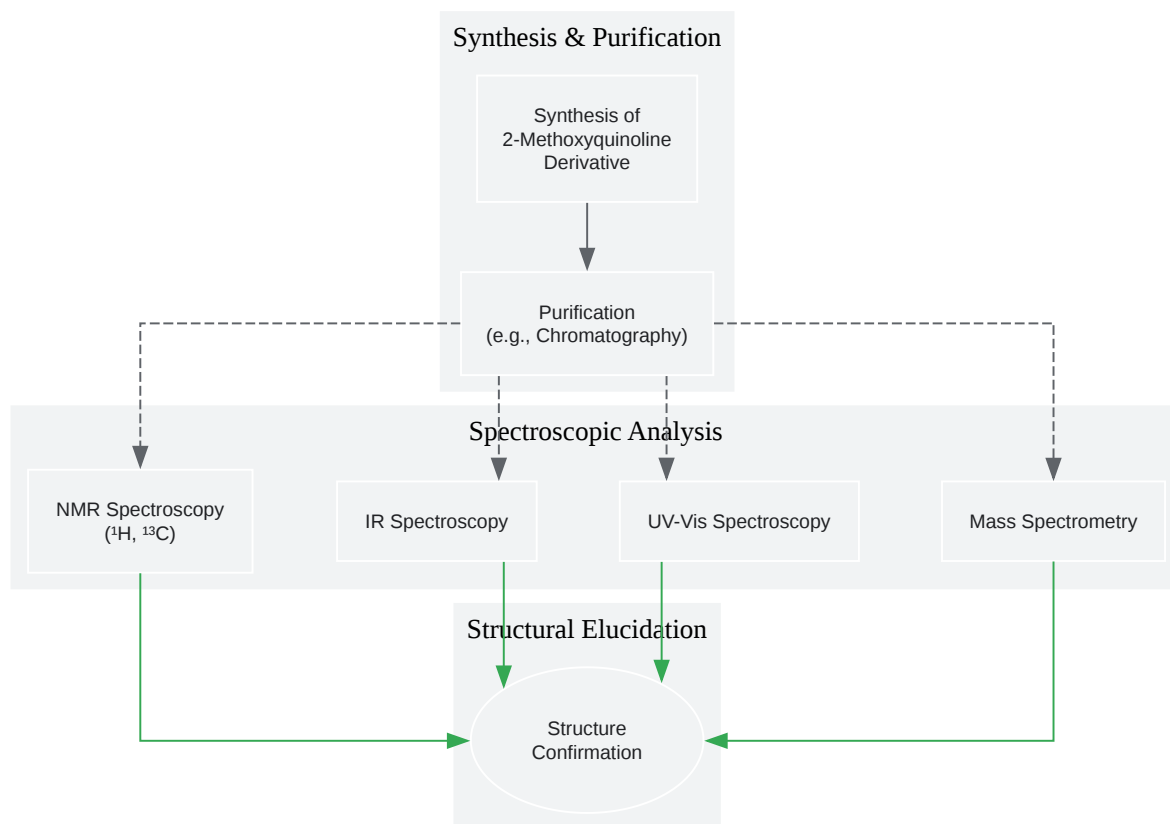 Synthesis & Purification
Synthesis of
2-Methoxyquinoline
Derivative
Purification
(e.g., Chromatography)
Spectroscopic Analysis
NMR Spectroscopy
(¹H, ¹³C)
IR Spectroscopy
UV-Vis Spectroscopy
Mass Spectrometry
Structural Elucidation
Structure
Confirmation